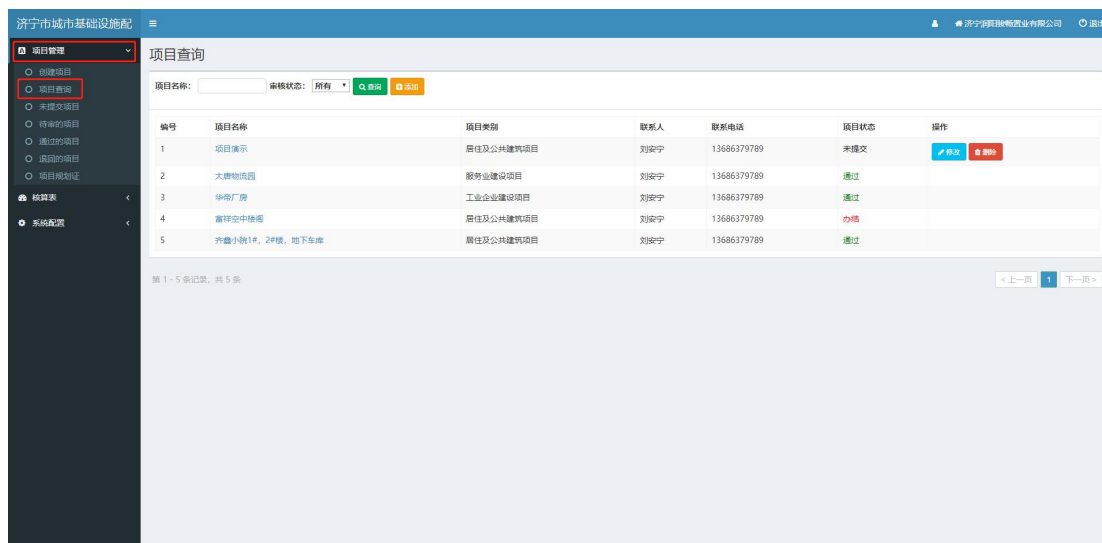 济宁市城市基础设施配
济宁润阳骏畅置业有限公司 退出
项目管理
创建项目
项目查询
未提交项目
待审的项目
通过的项目
退回的项目
项目规划证
核算表
系统配置
项目查询
项目名称: 审核状态: 所有 查询 添加
编号 项目名称 项目类别 联系人 联系电话 项目状态 操作
1 项目演示 居住及公共建筑项目 刘安宁 13686379789 未提交 修改 删除
2 大唐物流园 服务业建设项目 刘安宁 13686379789 通过
3 华帝厂房 工业企业建设项目 刘安宁 13686379789 通过
4 富祥空中楼阁 居住及公共建筑项目 刘安宁 13686379789 办结
5 齐鲁小院1#, 2#楼, 地下车库 居住及公共建筑项目 刘安宁 13686379789 通过
第 1 - 5 条记录, 共 5 条
< 上一页 1 下一页 >